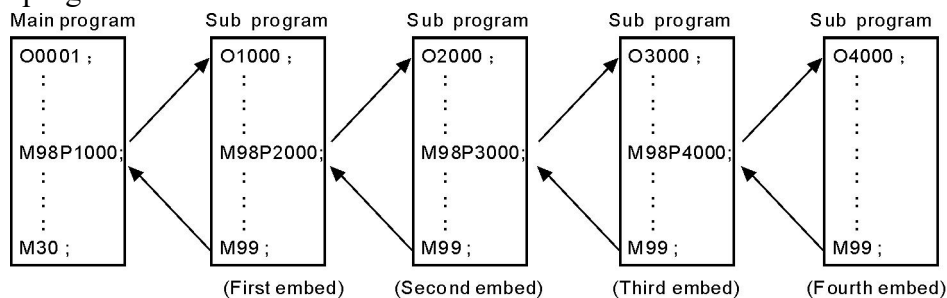 Main program
O0001 ;
:
:
:
M98P1000;
:
:
:
M30 ;
Sub program
O1000 ;
:
:
:
M98P2000;
:
:
:
M99 ;
(First embed)
Sub program
O2000 ;
:
:
:
M98P3000;
:
:
:
M99 ;
(Second embed)
Sub program
O3000 ;
:
:
:
M98P4000;
:
:
:
M99 ;
(Third embed)
Sub program
O4000 ;
:
:
:
:
:
:
:
M99 ;
(Fourth embed)